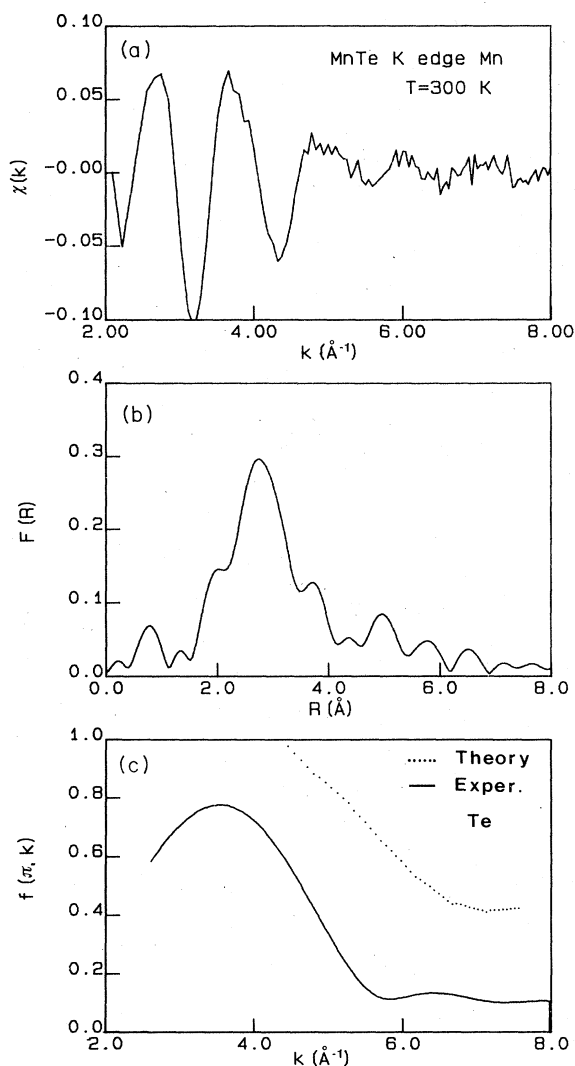 0.10
(a)
MnTe K edge Mn
T=300 K
0.05
-0.00
-0.05
-0.10
χ(k)
2.00 4.00 6.00 8.00
k (Å⁻¹)
0.4
(b)
0.3
0.2
0.1
0.0
F (R)
0.0 2.0 4.0 6.0 8.0
R (Å)
1.0
(c)
Theory
Exper.
Te
0.8
0.6
0.4
0.2
0.0
f (π, k)
2.00 4.00 6.00 8.0
k (Å⁻¹)